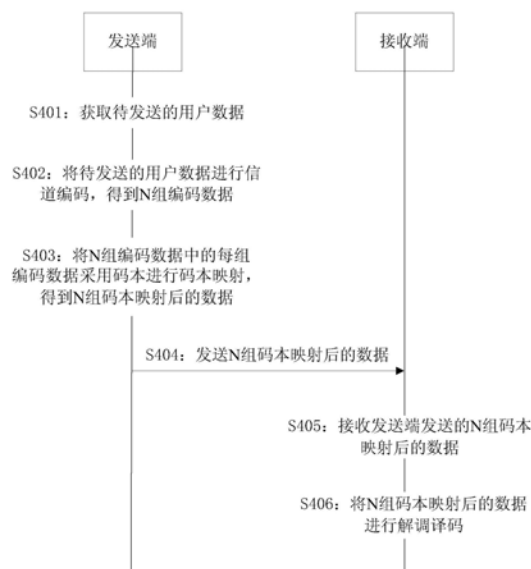 发送端
接收端
S401：获取待发送的用户数据
S402：将待发送的用户数据进行信
道编码，得到N组编码数据
S403：将N组编码数据中的每组
编码数据采用码本进行码本映射，
得到N组码本映射后的数据
S404：发送N组码本映射后的数据
S405：接收发送端发送的N组码本
映射后的数据
S406：将N组码本映射后的数据
进行解调译码